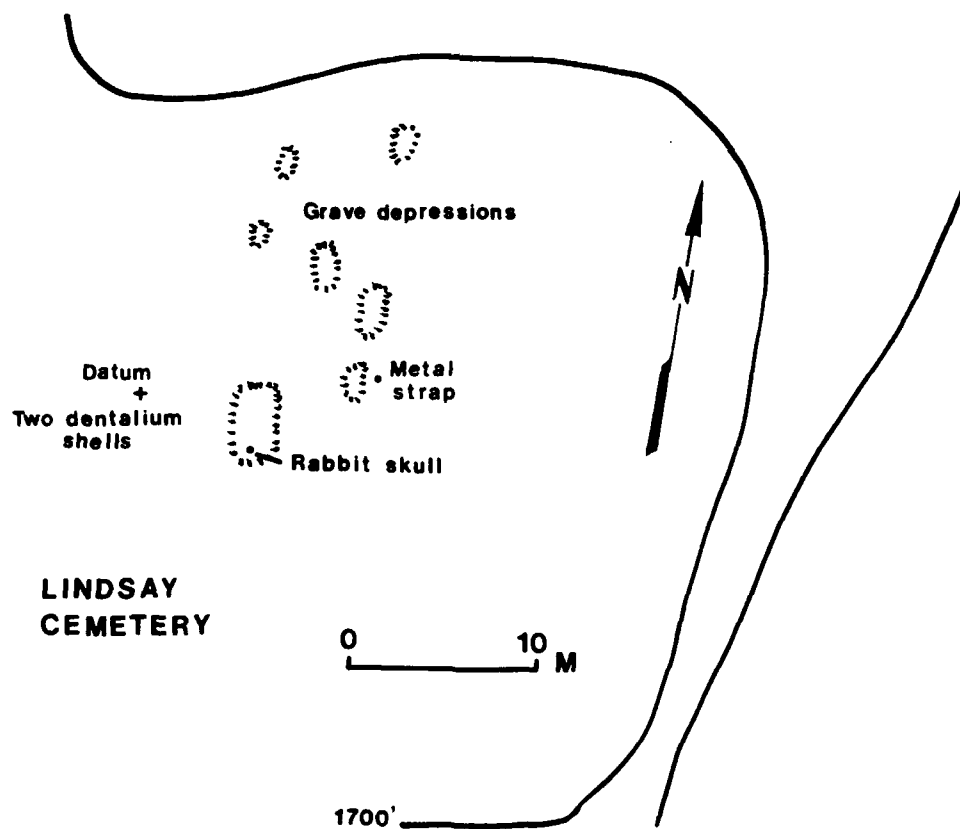 Grave depressions
N
Datum
+
Two dentalium
shells
Metal
strap
Rabbit skull
LINDSAY
CEMETERY
0 10 M
1700'